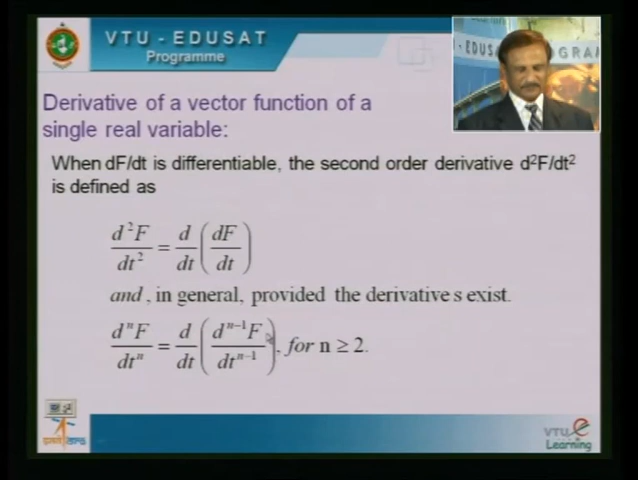 VTU - EDUSAT
Programme
- EDUS
GRAM
Derivative of a vector function of a
single real variable:
When dF/dt is differentiable, the second order derivative d²F/dt²
is defined as
d²F/dt² = d/dt (dF/dt)
and , in general, provided the derivative s exist.
dⁿF/dtⁿ = d/dt (dⁿ⁻¹F/dtⁿ⁻¹), for n ≥ 2.
VTU e
Learning